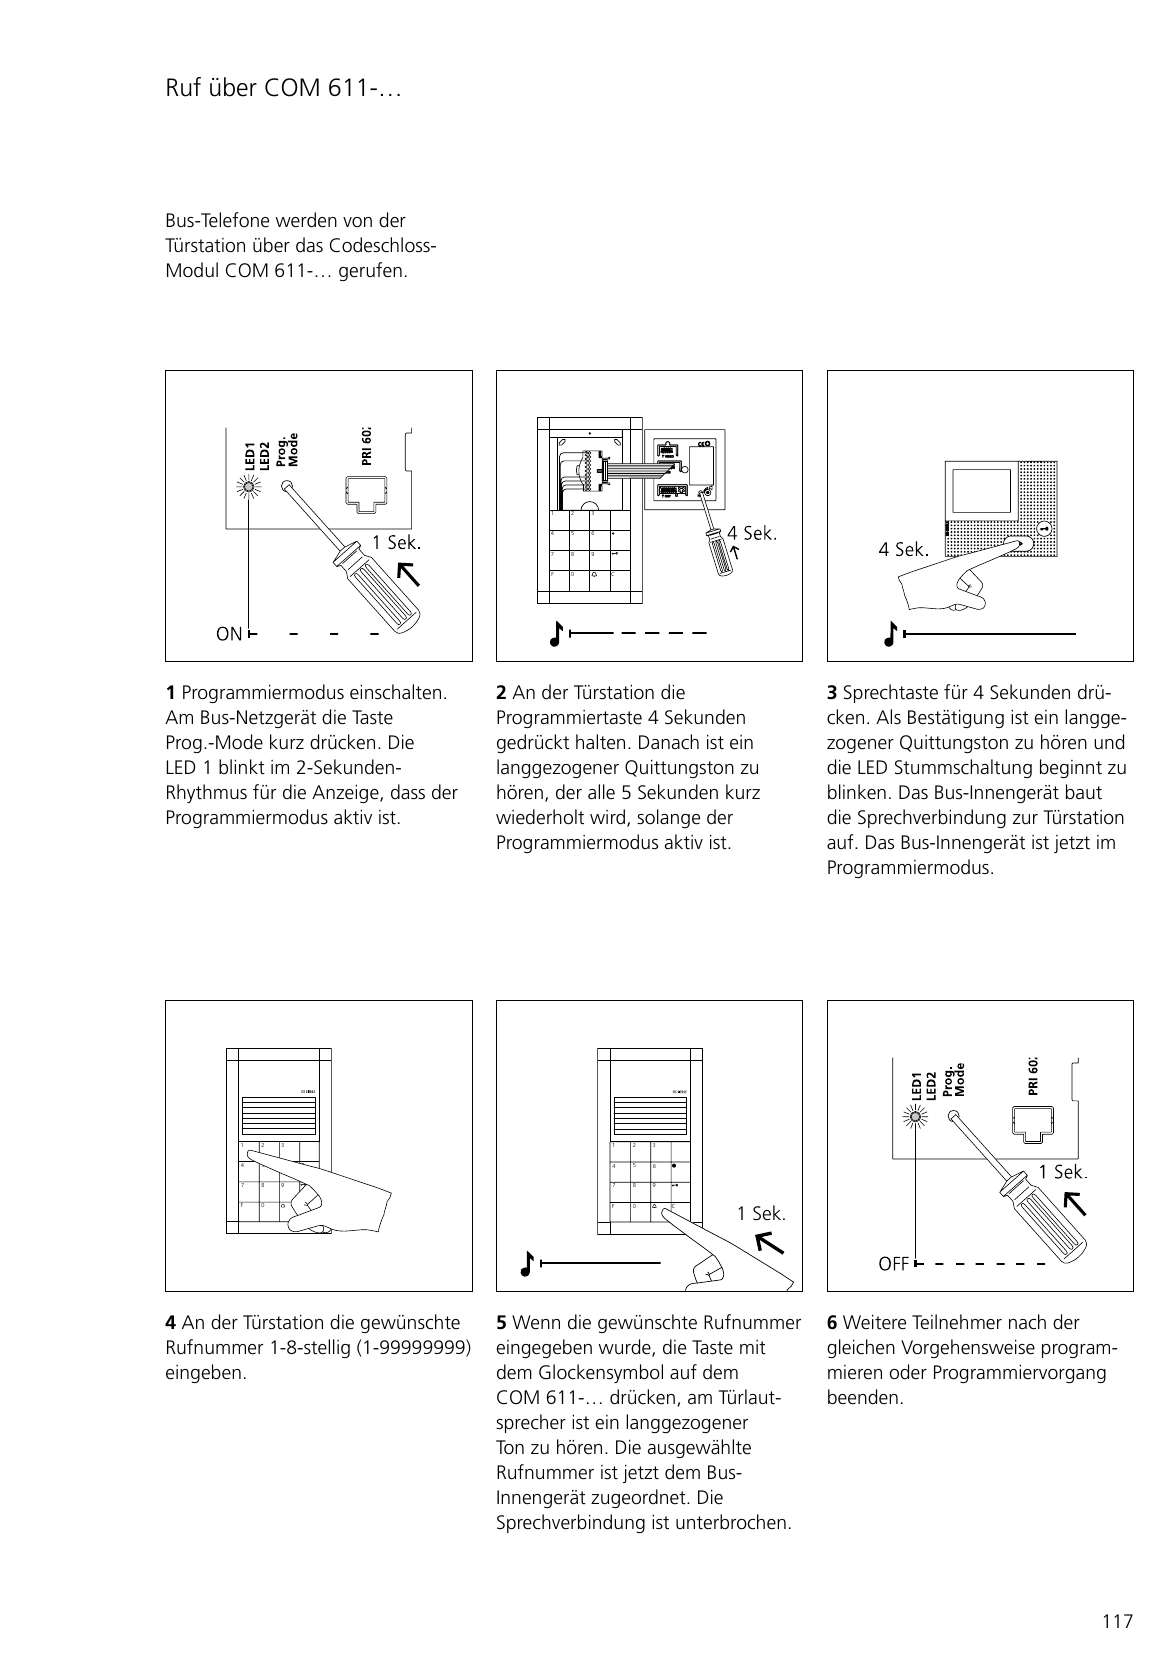 Ruf über COM 611-…
Bus-Telefone werden von der
Türstation über das Codeschloss-
Modul COM 611-… gerufen.
LED1
LED2
Prog.
Mode
PRI 602
1 Sek.
ON
4 Sek.
4 Sek.
1 Programmiermodus einschalten.
Am Bus-Netzgerät die Taste
Prog.-Mode kurz drücken. Die
LED 1 blinkt im 2-Sekunden-
Rhythmus für die Anzeige, dass der
Programmiermodus aktiv ist.
2 An der Türstation die
Programmiertaste 4 Sekunden
gedrückt halten. Danach ist ein
langgezogener Quittungston zu
hören, der alle 5 Sekunden kurz
wiederholt wird, solange der
Programmiermodus aktiv ist.
3 Sprechtaste für 4 Sekunden drü-
cken. Als Bestätigung ist ein langge-
zogener Quittungston zu hören und
die LED Stummschaltung beginnt zu
blinken. Das Bus-Innengerät baut
die Sprechverbindung zur Türstation
auf. Das Bus-Innengerät ist jetzt im
Programmiermodus.
1 Sek.
LED1
LED2
Prog.
Mode
PRI 602
1 Sek.
OFF
4 An der Türstation die gewünschte
Rufnummer 1-8-stellig (1-99999999)
eingeben.
5 Wenn die gewünschte Rufnummer
eingegeben wurde, die Taste mit
dem Glockensymbol auf dem
COM 611-… drücken, am Türlaut-
sprecher ist ein langgezogener
Ton zu hören. Die ausgewählte
Rufnummer ist jetzt dem Bus-
Innengerät zugeordnet. Die
Sprechverbindung ist unterbrochen.
6 Weitere Teilnehmer nach der
gleichen Vorgehensweise program-
mieren oder Programmiervorgang
beenden.
117